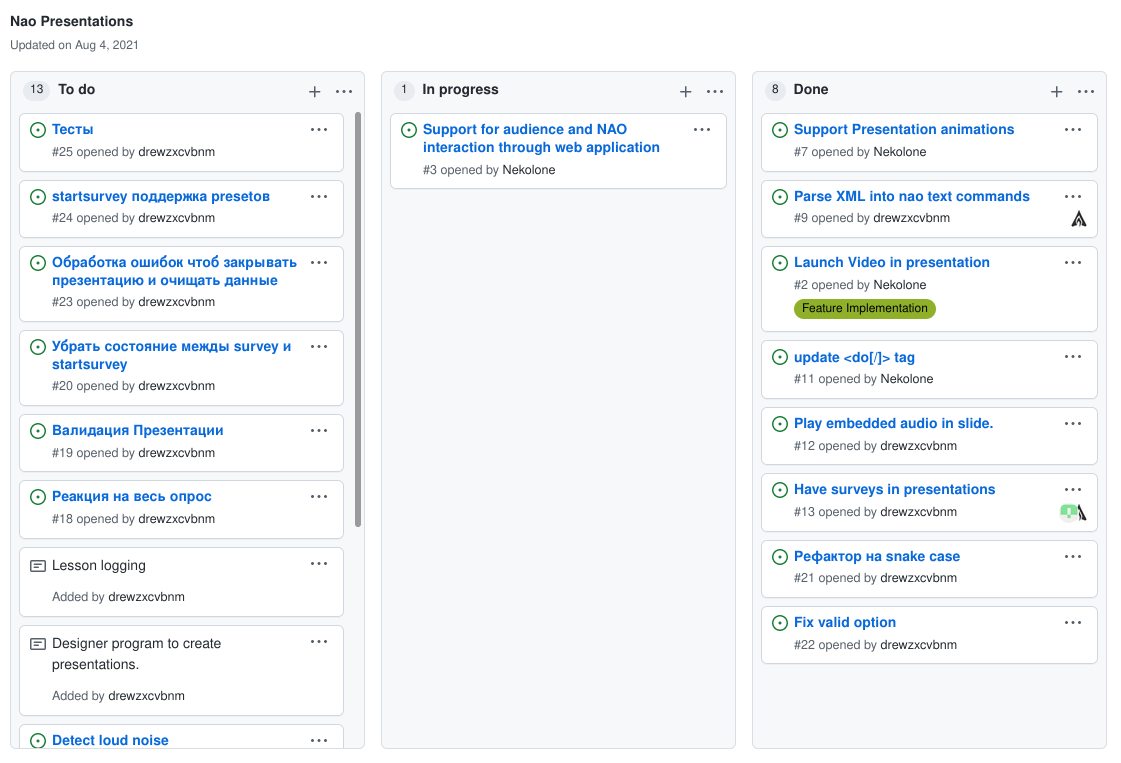 Nao Presentations
Updated on Aug 4, 2021
13 To do
Тесты
#25 opened by drewzxcvbnm
startsurvey поддержка presetов
#24 opened by drewzxcvbnm
Обработка ошибок чтоб закрывать
презентацию и очищать данные
#23 opened by drewzxcvbnm
Убрать состояние между survey и
startsurvey
#20 opened by drewzxcvbnm
Валидация Презентации
#19 opened by drewzxcvbnm
Реакция на весь опрос
#18 opened by drewzxcvbnm
Lesson logging
Added by drewzxcvbnm
Designer program to create
presentations.
Added by drewzxcvbnm
Detect loud noise
1 In progress
Support for audience and NAO
interaction through web application
#3 opened by Nekolone
8 Done
Support Presentation animations
#7 opened by Nekolone
Parse XML into nao text commands
#9 opened by drewzxcvbnm
Launch Video in presentation
#2 opened by Nekolone
Feature Implementation
update <do[/]> tag
#11 opened by Nekolone
Play embedded audio in slide.
#12 opened by drewzxcvbnm
Have surveys in presentations
#13 opened by drewzxcvbnm
Рефактор на snake case
#21 opened by drewzxcvbnm
Fix valid option
#22 opened by drewzxcvbnm